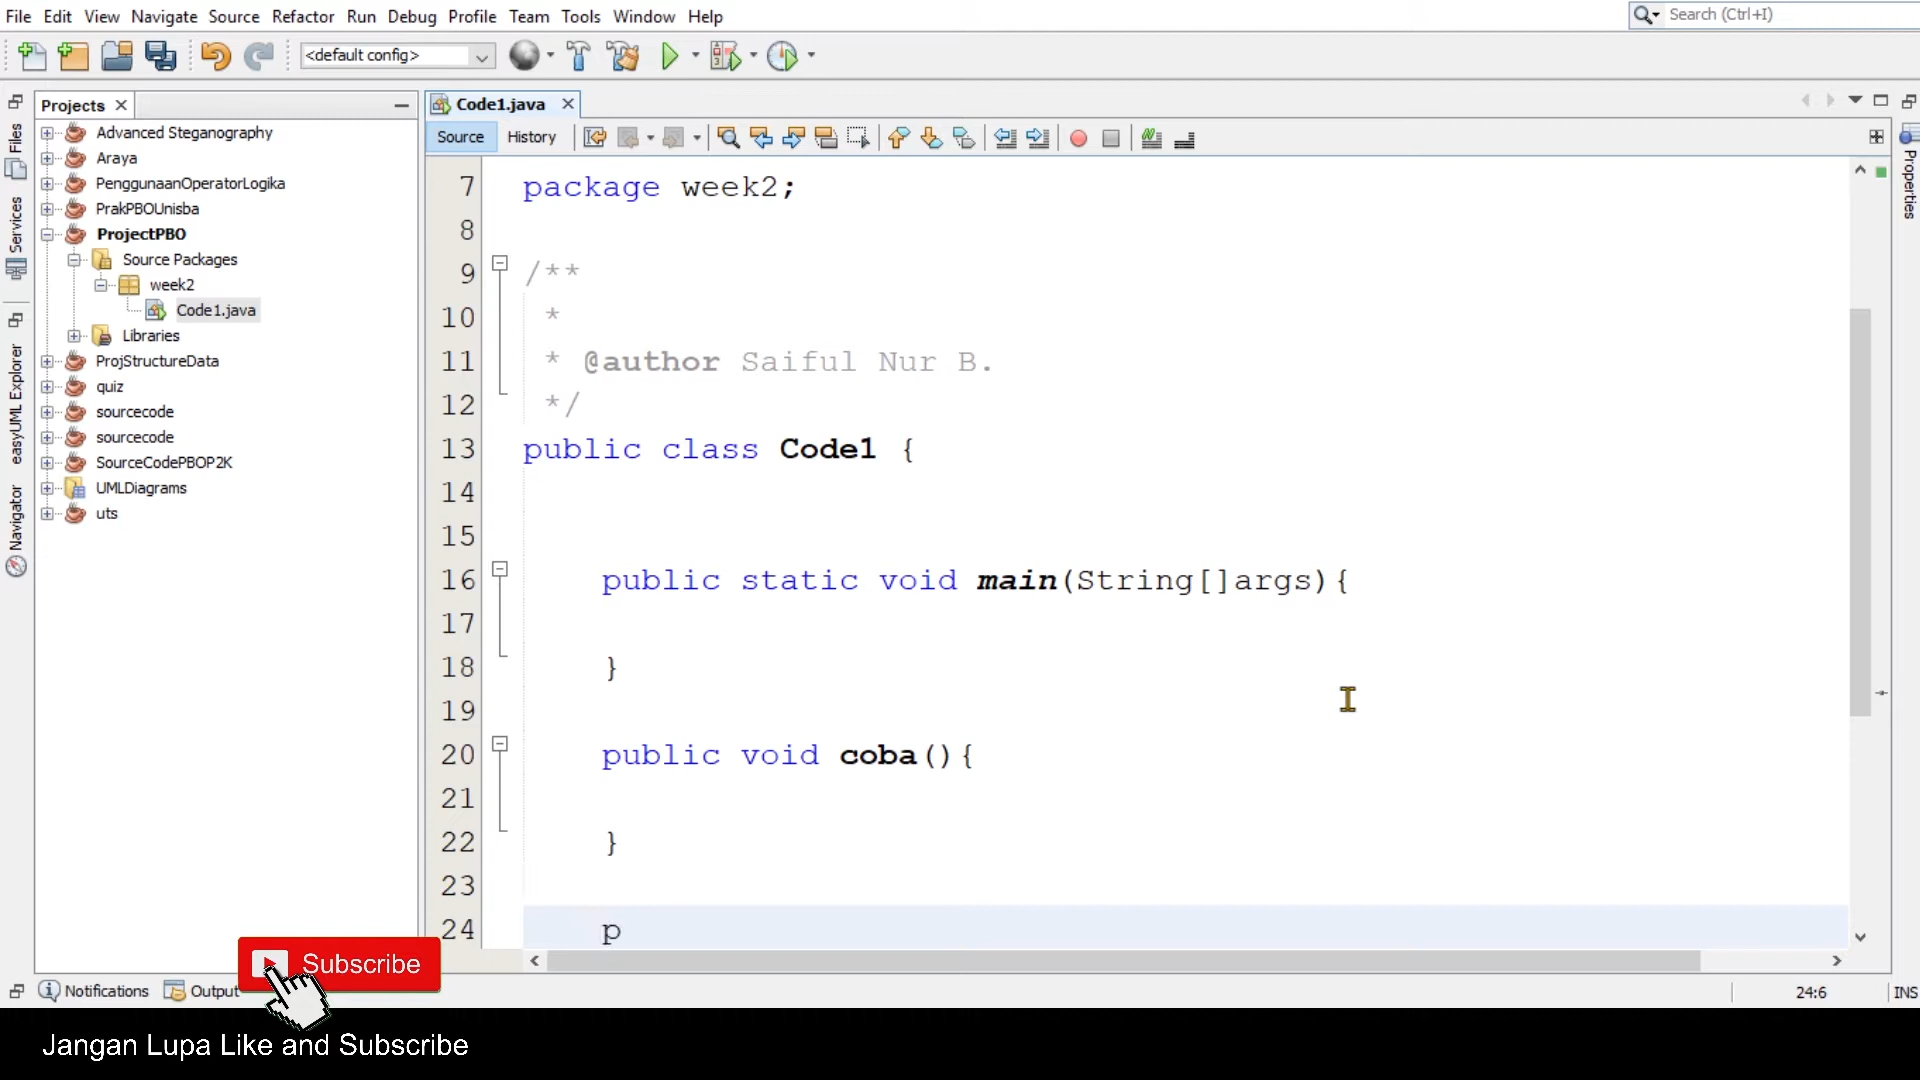 File Edit View Navigate Source Refactor Run Debug Profile Team Tools Window Help
Search (Ctrl+I)
<default config>
Projects
Code1.java
Source History
Files
Services
easyUML Explorer
Navigator
Properties
Advanced Steganography
Araya
PenggunaanOperatorLogika
PrakPBOUnisba
ProjectPBO
Source Packages
week2
Code1.java
Libraries
ProjStructureData
quiz
sourcecode
sourcecode
SourceCodePBOP2K
UMLDiagrams
uts
7 package week2;
8
9 /**
10 *
11 * @author Saiful Nur B.
12 */
13 public class Code1 {
14
15
16 public static void main(String[]args){
17
18 }
19
20 public void coba(){
21
22 }
23
24 p
Subscribe
Notifications Output
24:6 INS
Jangan Lupa Like and Subscribe